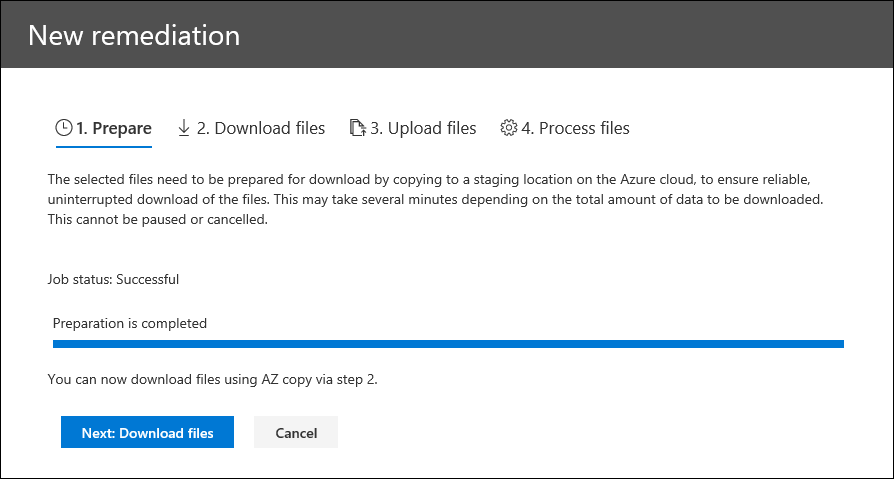 New remediation
1. Prepare 2. Download files 3. Upload files 4. Process files
The selected files need to be prepared for download by copying to a staging location on the Azure cloud, to ensure reliable,
uninterrupted download of the files. This may take several minutes depending on the total amount of data to be downloaded.
This cannot be paused or cancelled.
Job status: Successful
Preparation is completed
You can now download files using AZ copy via step 2.
Next: Download files Cancel